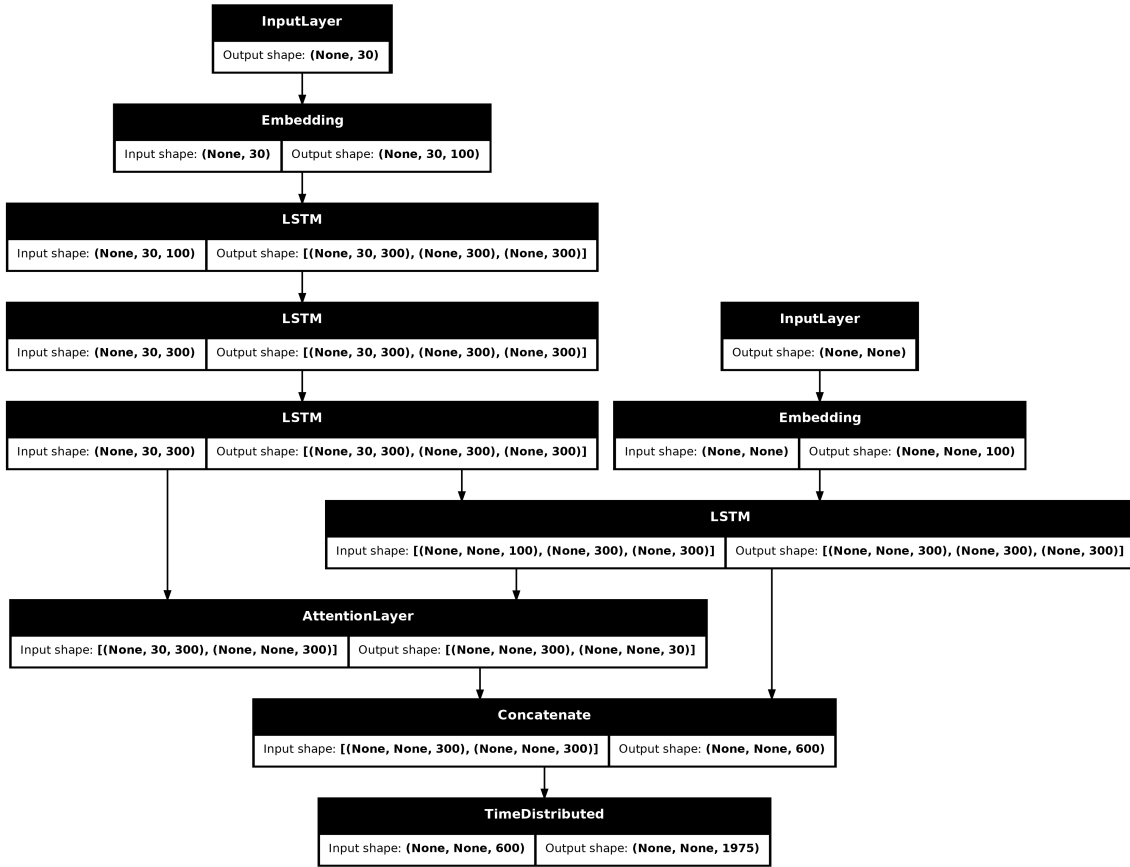 InputLayer
Output shape: (None, 30)
Embedding
Input shape: (None, 30) Output shape: (None, 30, 100)
LSTM
Input shape: (None, 30, 100) Output shape: [(None, 30, 300), (None, 300), (None, 300)]
LSTM
Input shape: (None, 30, 300) Output shape: [(None, 30, 300), (None, 300), (None, 300)]
InputLayer
Output shape: (None, None)
LSTM
Input shape: (None, 30, 300) Output shape: [(None, 30, 300), (None, 300), (None, 300)]
Embedding
Input shape: (None, None) Output shape: (None, None, 100)
LSTM
Input shape: [(None, None, 100), (None, 300), (None, 300)] Output shape: [(None, None, 300), (None, 300), (None, 300)]
AttentionLayer
Input shape: [(None, 30, 300), (None, None, 300)] Output shape: [(None, None, 300), (None, None, 30)]
Concatenate
Input shape: [(None, None, 300), (None, None, 300)] Output shape: (None, None, 600)
TimeDistributed
Input shape: (None, None, 600) Output shape: (None, None, 1975)